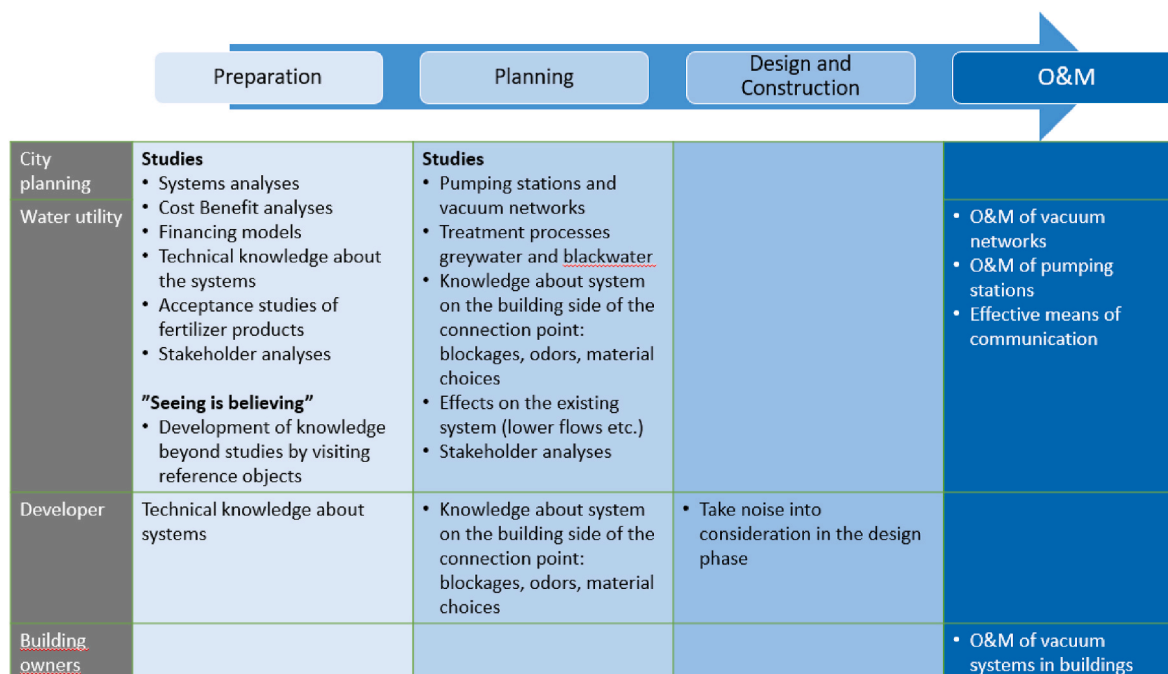 Preparation
Planning
Design and
Construction
O&M
City
planning
Water utility
Studies
• Systems analyses
• Cost Benefit analyses
• Financing models
• Technical knowledge about
the systems
• Acceptance studies of
fertilizer products
• Stakeholder analyses
"Seeing is believing"
• Development of knowledge
beyond studies by visiting
reference objects
Studies
• Pumping stations and
vacuum networks
• Treatment processes
greywater and blackwater
• Knowledge about system
on the building side of the
connection point:
blockages, odors, material
choices
• Effects on the existing
system (lower flows etc.)
• Stakeholder analyses
• O&M of vacuum
networks
• O&M of pumping
stations
• Effective means of
communication
Developer
Technical knowledge about
systems
• Knowledge about system
on the building side of the
connection point:
blockages, odors, material
choices
• Take noise into
consideration in the design
phase
Building
owners
• O&M of vacuum
systems in buildings